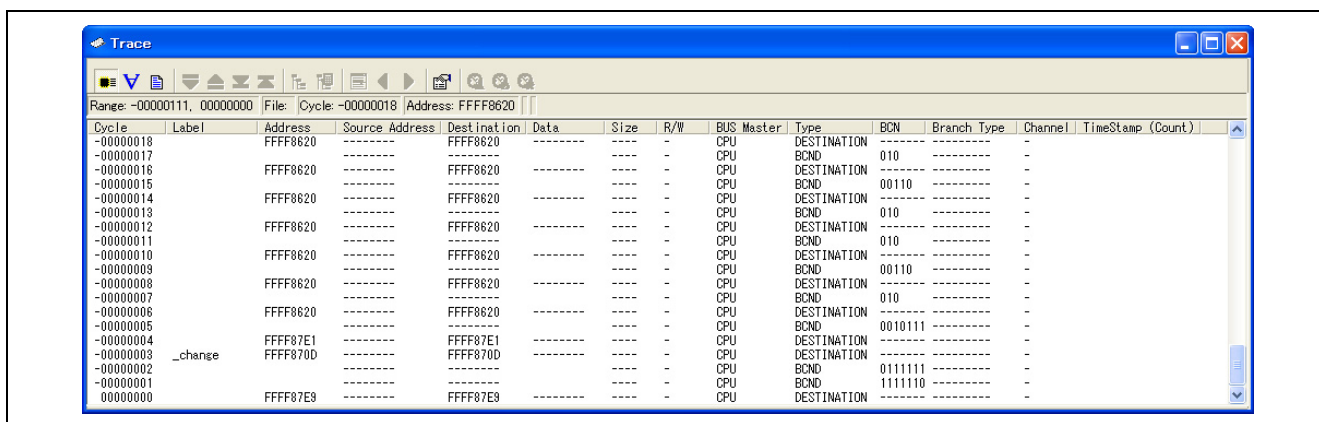 Trace
Range: -00000111, 00000000 File: Cycle: -00000018 Address: FFFF8620
Cycle Label Address Source Address Destination Data Size R/W BUS Master Type BCN Branch Type Channel TimeStamp (Count)
-00000018 FFFF8620 -------- FFFF8620 -------- ---- - CPU DESTINATION ------- --------- -
-00000017 -------- -------- ---- - CPU BCND 010 --------- -
-00000016 FFFF8620 -------- FFFF8620 -------- ---- - CPU DESTINATION ------- --------- -
-00000015 -------- -------- ---- - CPU BCND 00110 --------- -
-00000014 FFFF8620 -------- FFFF8620 -------- ---- - CPU DESTINATION ------- --------- -
-00000013 -------- -------- ---- - CPU BCND 010 --------- -
-00000012 FFFF8620 -------- FFFF8620 -------- ---- - CPU DESTINATION ------- --------- -
-00000011 -------- -------- ---- - CPU BCND 010 --------- -
-00000010 FFFF8620 -------- FFFF8620 -------- ---- - CPU DESTINATION ------- --------- -
-00000009 -------- -------- ---- - CPU BCND 00110 --------- -
-00000008 FFFF8620 -------- FFFF8620 -------- ---- - CPU DESTINATION ------- --------- -
-00000007 -------- -------- ---- - CPU BCND 010 --------- -
-00000006 FFFF8620 -------- FFFF8620 -------- ---- - CPU DESTINATION ------- --------- -
-00000005 -------- -------- ---- - CPU BCND 0010111 --------- -
-00000004 FFFF87E1 -------- FFFF87E1 -------- ---- - CPU DESTINATION ------- --------- -
-00000003 _change FFFF870D -------- FFFF870D -------- ---- - CPU DESTINATION ------- --------- -
-00000002 -------- -------- ---- - CPU BCND 0111111 --------- -
-00000001 -------- -------- ---- - CPU BCND 1111110 --------- -
00000000 FFFF87E9 -------- FFFF87E9 -------- ---- - CPU DESTINATION ------- --------- -